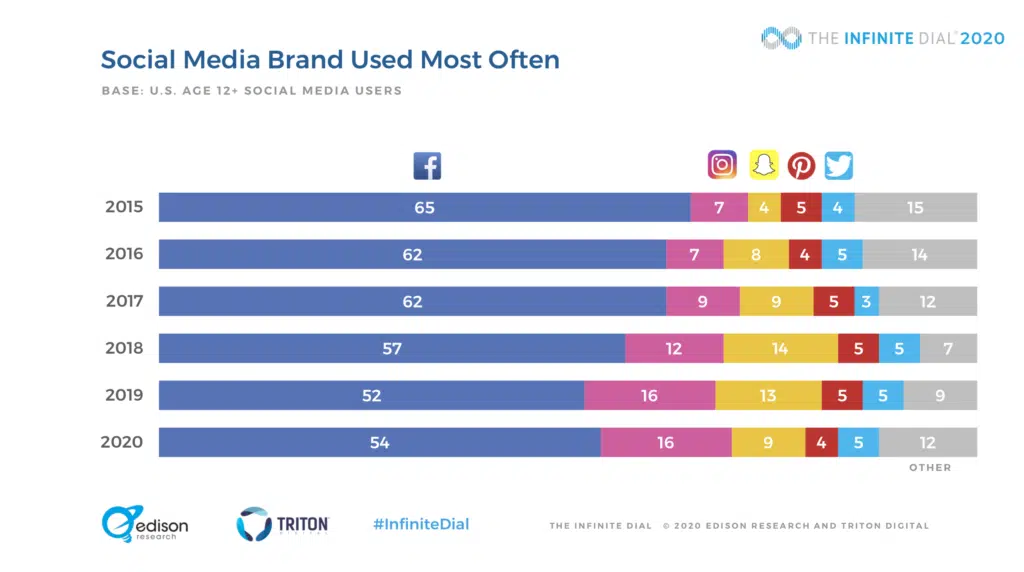 THE INFINITE DIAL® 2020
Social Media Brand Used Most Often
BASE: U.S. AGE 12+ SOCIAL MEDIA USERS
2015 65 7 4 5 4 15
2016 62 7 8 4 5 14
2017 62 9 9 5 3 12
2018 57 12 14 5 5 7
2019 52 16 13 5 5 9
2020 54 16 9 4 5 12
OTHER
edison
research
TRITON
DIGITAL
#InfiniteDial
THE INFINITE DIAL © 2020 EDISON RESEARCH AND TRITON DIGITAL